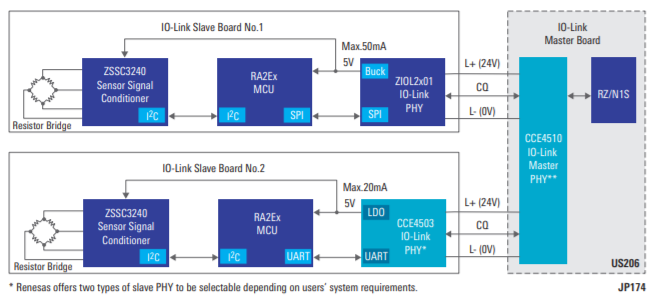 IO-Link Slave Board No.1
ZSSC3240
Sensor Signal
Conditioner
I²C
Resistor Bridge
RA2Ex
MCU
I²C
SPI
Max.50mA
5V
Buck
ZIOL2x01
IO-Link
PHY
SPI
L+ (24V)
CQ
L- (0V)
IO-Link
Master Board
CCE4510
IO-Link
Master
PHY**
RZ/N1S
IO-Link Slave Board No.2
ZSSC3240
Sensor Signal
Conditioner
I²C
Resistor Bridge
RA2Ex
MCU
I²C
UART
Max.20mA
5V
LDO
CCE4503
IO-Link
PHY*
UART
L+ (24V)
CQ
L- (0V)
US206
* Renesas offers two types of slave PHY to be selectable depending on users' system requirements.
JP174